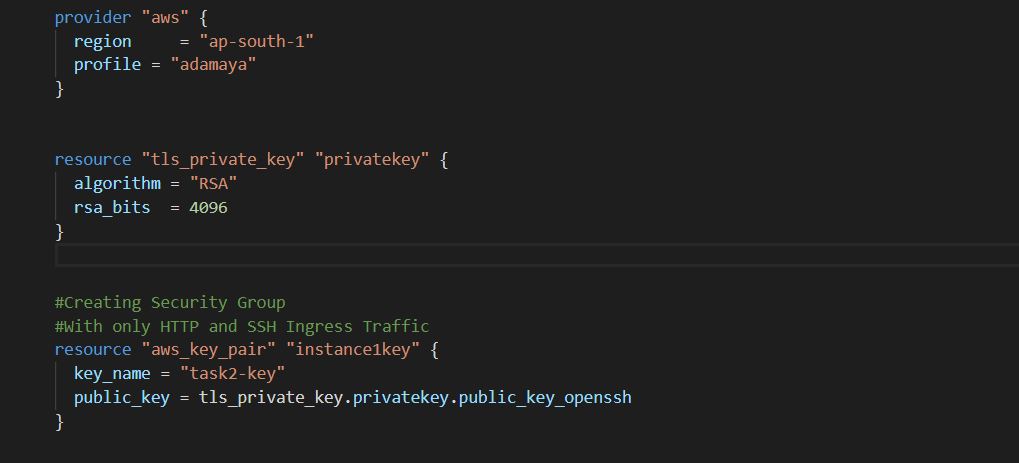 provider "aws" {
  region     = "ap-south-1"
  profile = "adamaya"
}
resource "tls_private_key" "privatekey" {
  algorithm = "RSA"
  rsa_bits  = 4096
}
#Creating Security Group
#With only HTTP and SSH Ingress Traffic
resource "aws_key_pair" "instance1key" {
  key_name = "task2-key"
  public_key = tls_private_key.privatekey.public_key_openssh
}